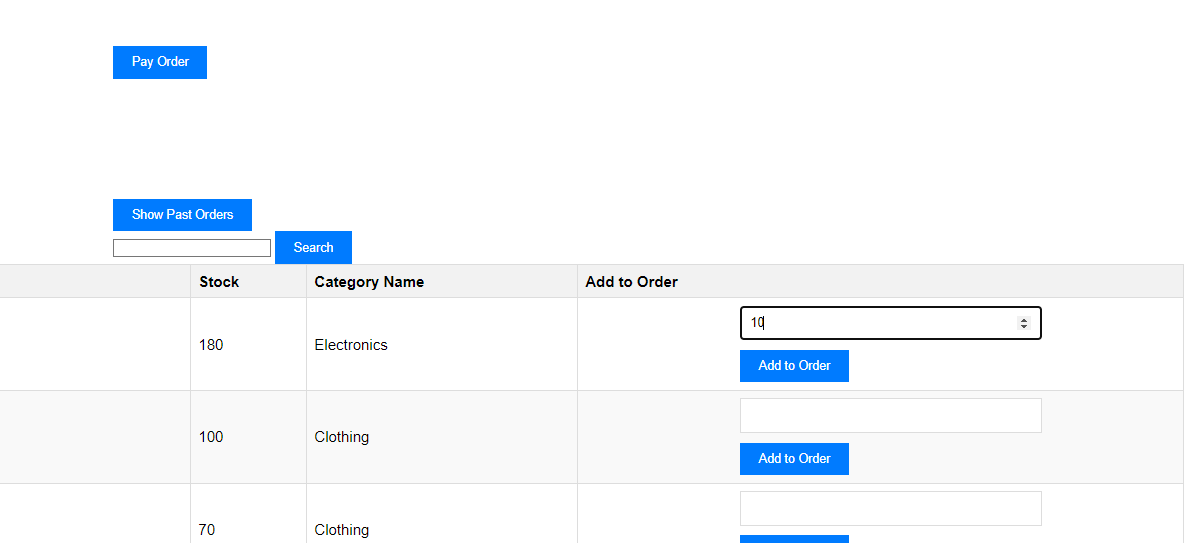 Pay Order
Show Past Orders
Search
Stock Category Name Add to Order
10
180 Electronics
Add to Order
100 Clothing
Add to Order
70 Clothing